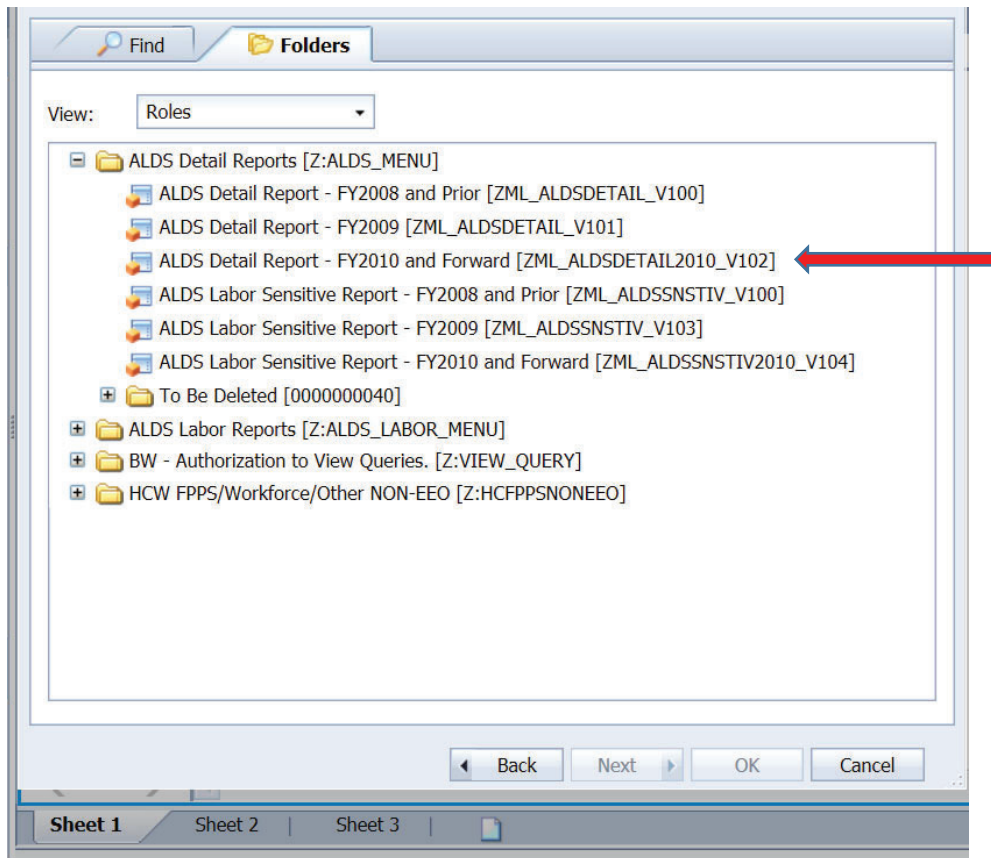 Find Folders
View: Roles
ALDS Detail Reports [Z:ALDS_MENU]
ALDS Detail Report - FY2008 and Prior [ZML_ALDSDETAIL_V100]
ALDS Detail Report - FY2009 [ZML_ALDSDETAIL_V101]
ALDS Detail Report - FY2010 and Forward [ZML_ALDSDETAIL2010_V102]
ALDS Labor Sensitive Report - FY2008 and Prior [ZML_ALDSSNSTIV_V100]
ALDS Labor Sensitive Report - FY2009 [ZML_ALDSSNSTIV_V103]
ALDS Labor Sensitive Report - FY2010 and Forward [ZML_ALDSSNSTIV2010_V104]
To Be Deleted [0000000040]
ALDS Labor Reports [Z:ALDS_LABOR_MENU]
BW - Authorization to View Queries. [Z:VIEW_QUERY]
HCW FPPS/Workforce/Other NON-EEO [Z:HCFPPSNONEEO]
Back Next OK Cancel
Sheet 1 Sheet 2 | Sheet 3 |